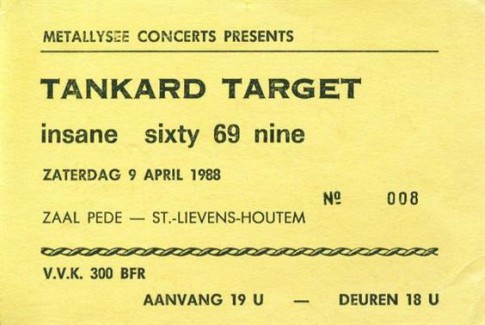 METALLYSEE CONCERTS PRESENTS
TANKARD TARGET
insane sixty 69 nine
ZATERDAG 9 APRIL 1988
Nº 008
ZAAL PEDE — ST.-LIEVENS-HOUTEM
V.V.K. 300 BFR
AANVANG 19 U — DEUREN 18 U